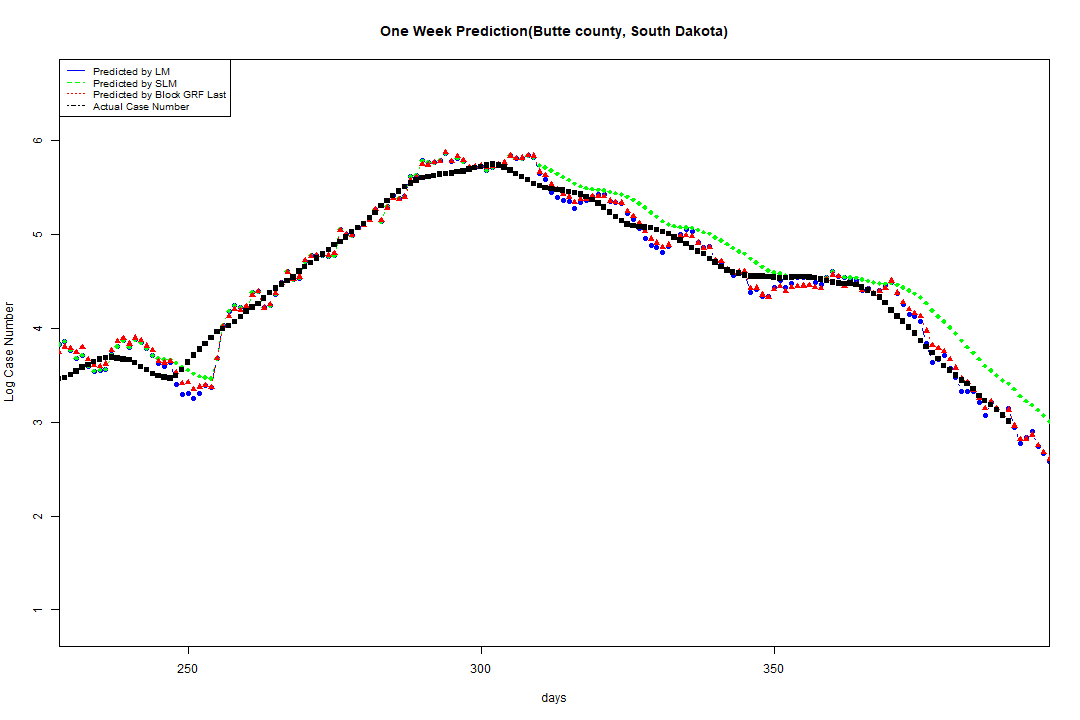 One Week Prediction(Butte county, South Dakota)
Predicted by LM
Predicted by SLM
Predicted by Block GRF Last
Actual Case Number
6
5
4
3
2
1
Log Case Number
250 300 350
days